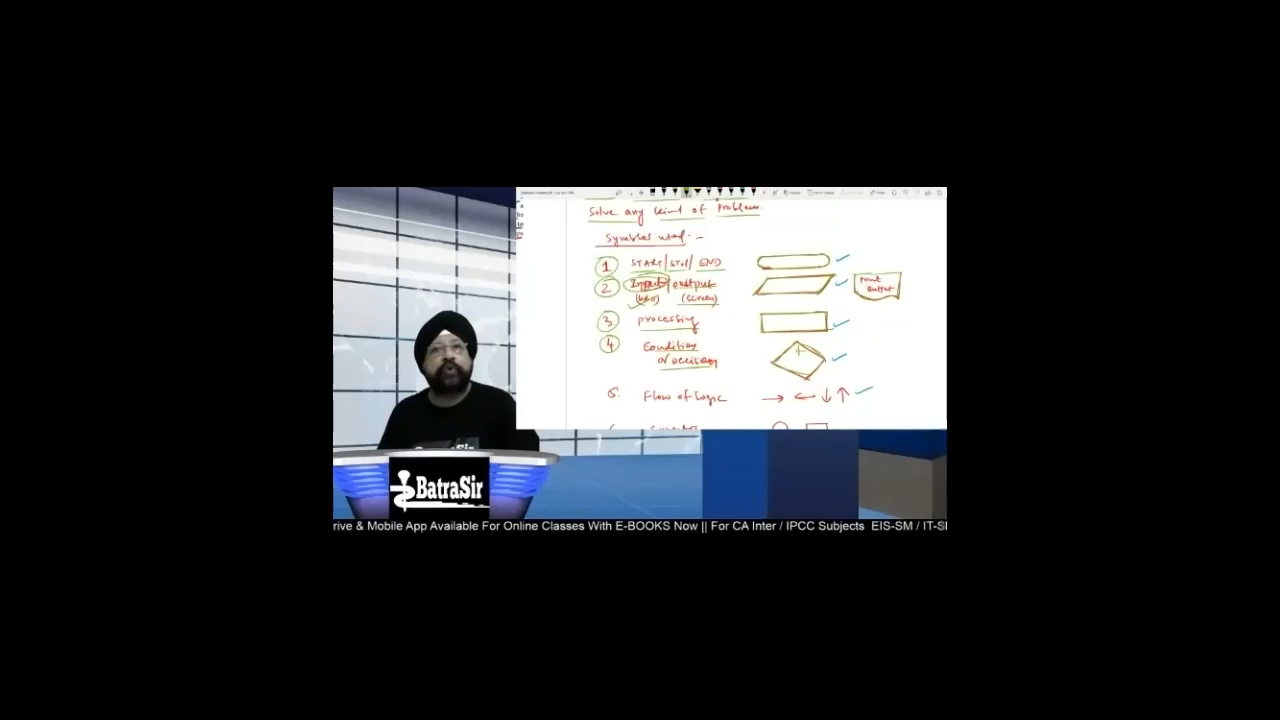 Solve any kind of Problem.
Symbols used. -
1 START/STOP/ END
2 Input/ output
(screen)
Print
3 processing
4 Condition
or Decision
5. Flow of Logic → ← ↓ ↑
BatraSir
rive & Mobile App Available For Online Classes With E-BOOKS Now || For CA Inter / IPCC Subjects EIS-SM / IT-S